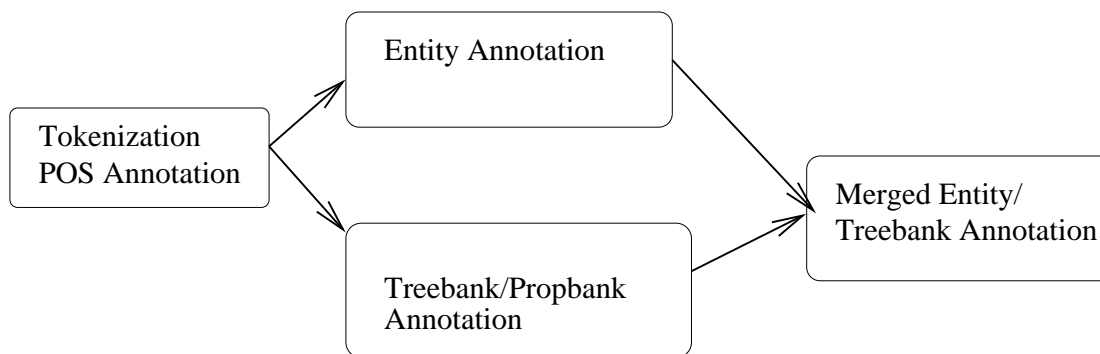 Entity Annotation
Tokenization
POS Annotation
Merged Entity/
Treebank Annotation
Treebank/Propbank
Annotation